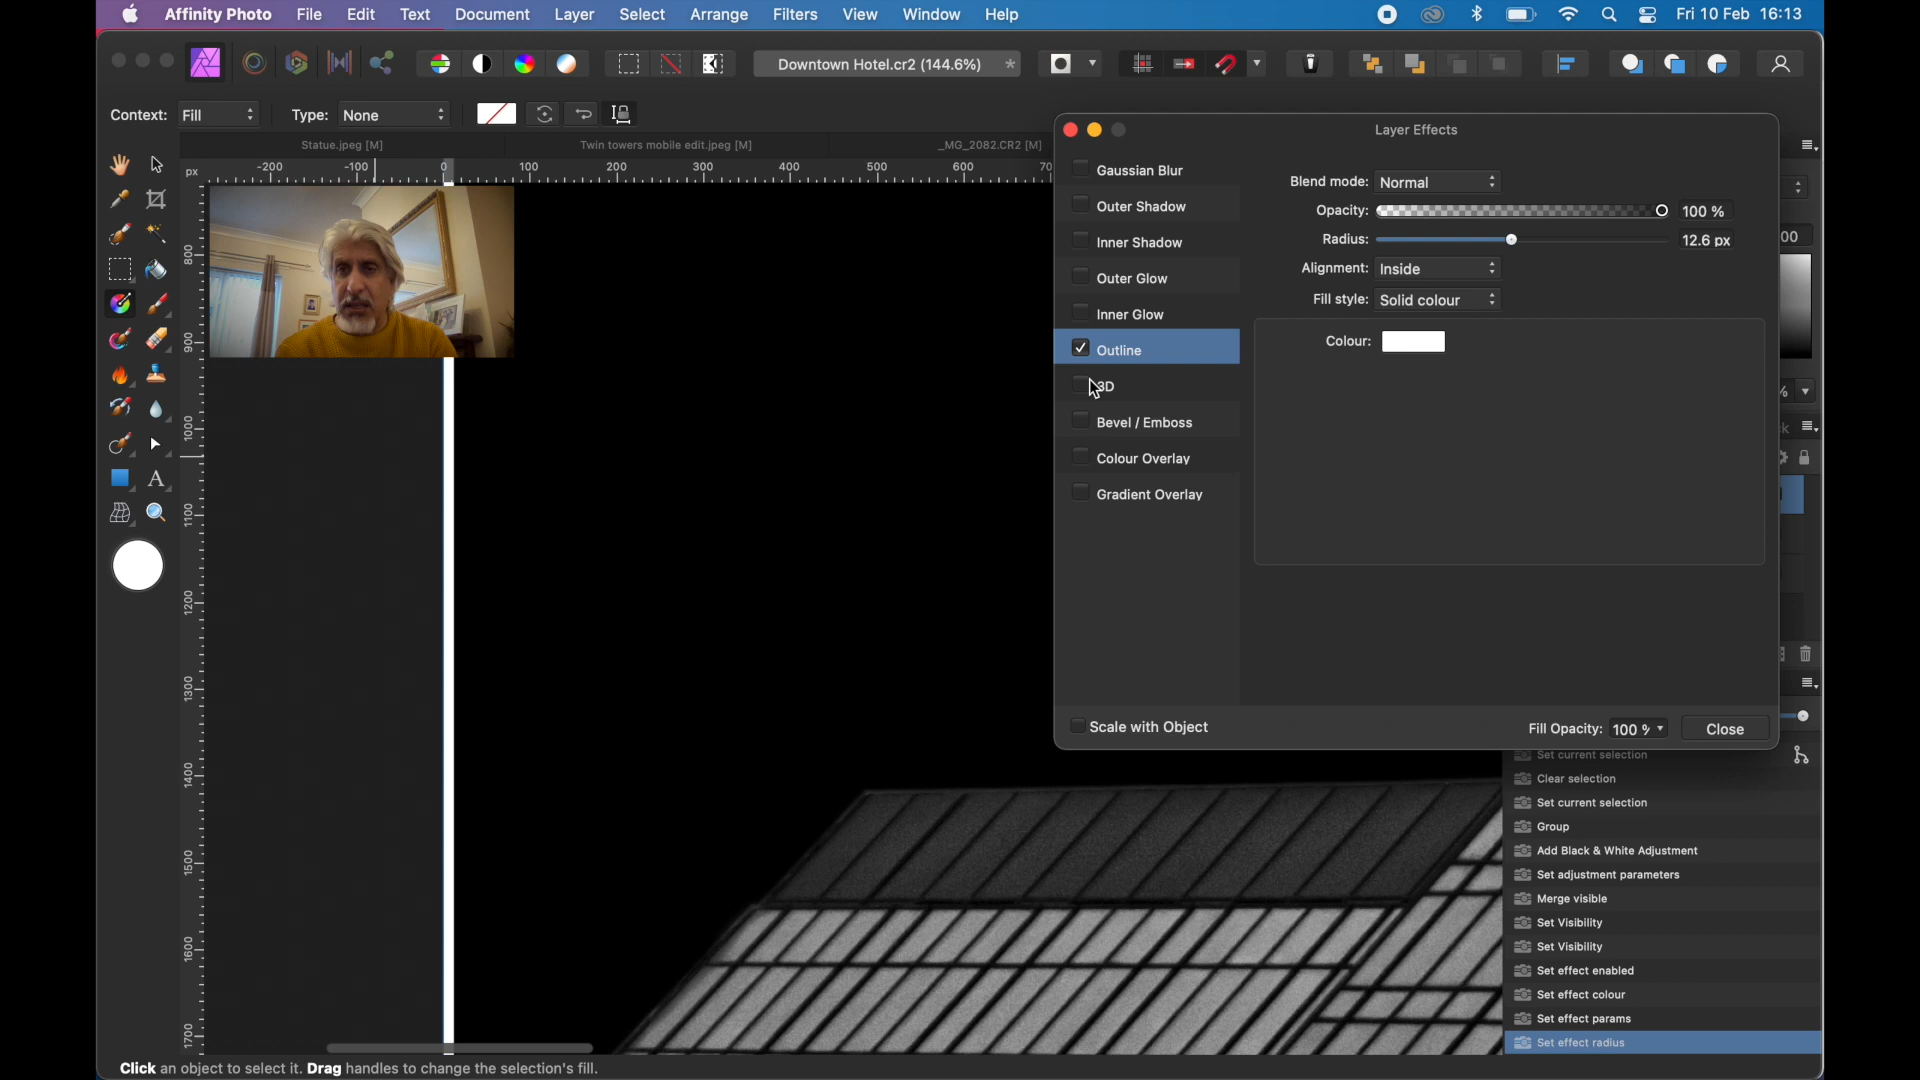 Affinity Photo File Edit Text Document Layer Select Arrange Filters View Window Help Fri 10 Feb 16:13
Downtown Hotel.cr2 (144.6%) *
Context: Fill Type: None
Statue.jpeg [M] Twin towers mobile edit.jpeg [M] _MG_2082.CR2 [M]
px -200 -100 0 100 200 300 400 500 600 70
800
900
1000
1100
1200
1300
1400
1500
1600
1700
Layer Effects
Gaussian Blur
Outer Shadow
Inner Shadow
Outer Glow
Inner Glow
Outline
3D
Bevel / Emboss
Colour Overlay
Gradient Overlay
Blend mode: Normal
Opacity: 100 %
Radius: 12.6 px
Alignment: Inside
Fill style: Solid colour
Colour:
Scale with Object
Fill Opacity: 100 % Close
00
%
Set current selection
Clear selection
Set current selection
Group
Add Black & White Adjustment
Set adjustment parameters
Merge visible
Set Visibility
Set Visibility
Set effect enabled
Set effect colour
Set effect params
Set effect radius
Click an object to select it. Drag handles to change the selection's fill.